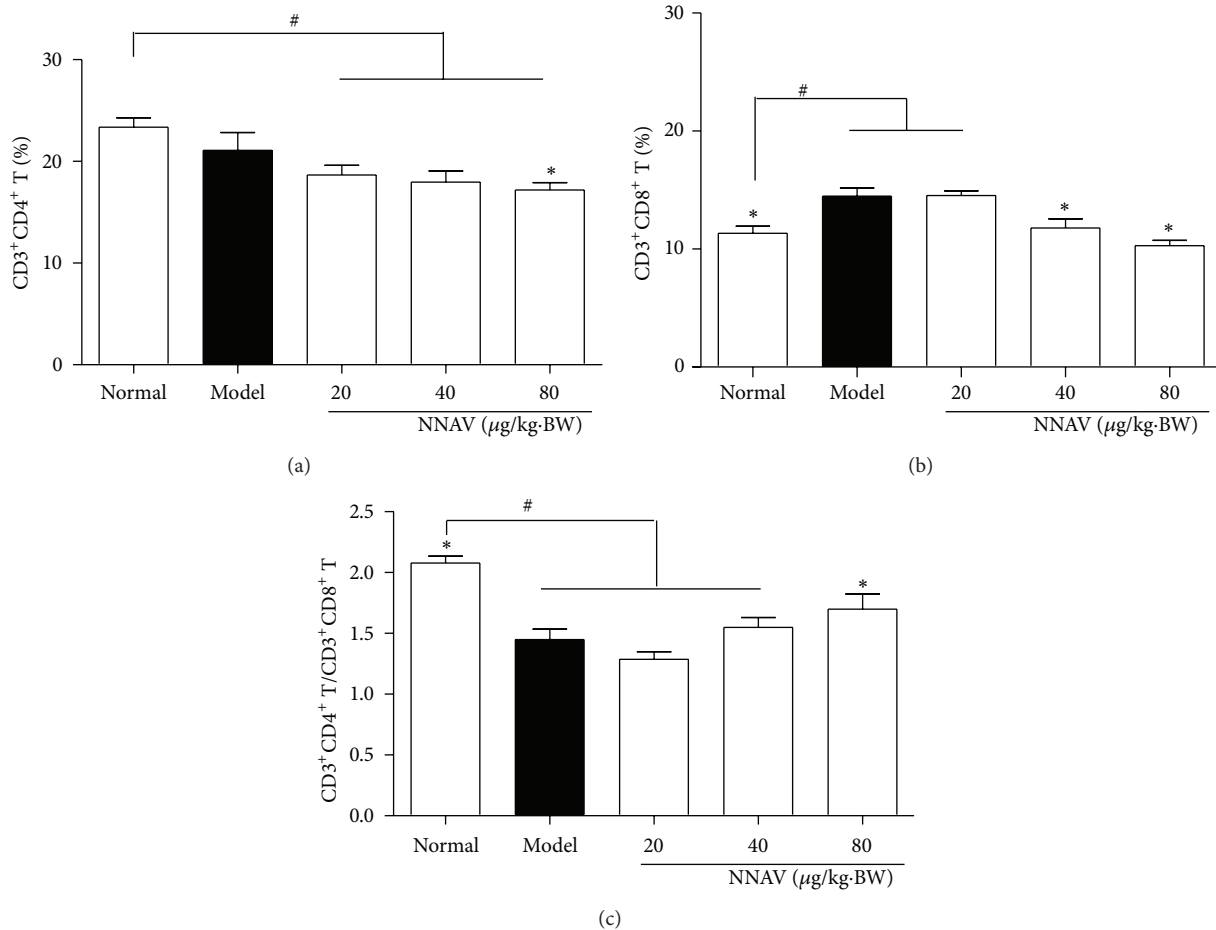 #
30
20
10
0
CD3⁺CD4⁺ T (%)
*
Normal Model 20 40 80
NNAV (μg/kg·BW)
(a)
30
20
10
0
CD3⁺CD8⁺ T (%)
#
* * *
Normal Model 20 40 80
NNAV (μg/kg·BW)
(b)
2.5
2.0
1.5
1.0
0.5
0.0
CD3⁺CD4⁺ T/CD3⁺CD8⁺ T
#
* *
Normal Model 20 40 80
NNAV (μg/kg·BW)
(c)